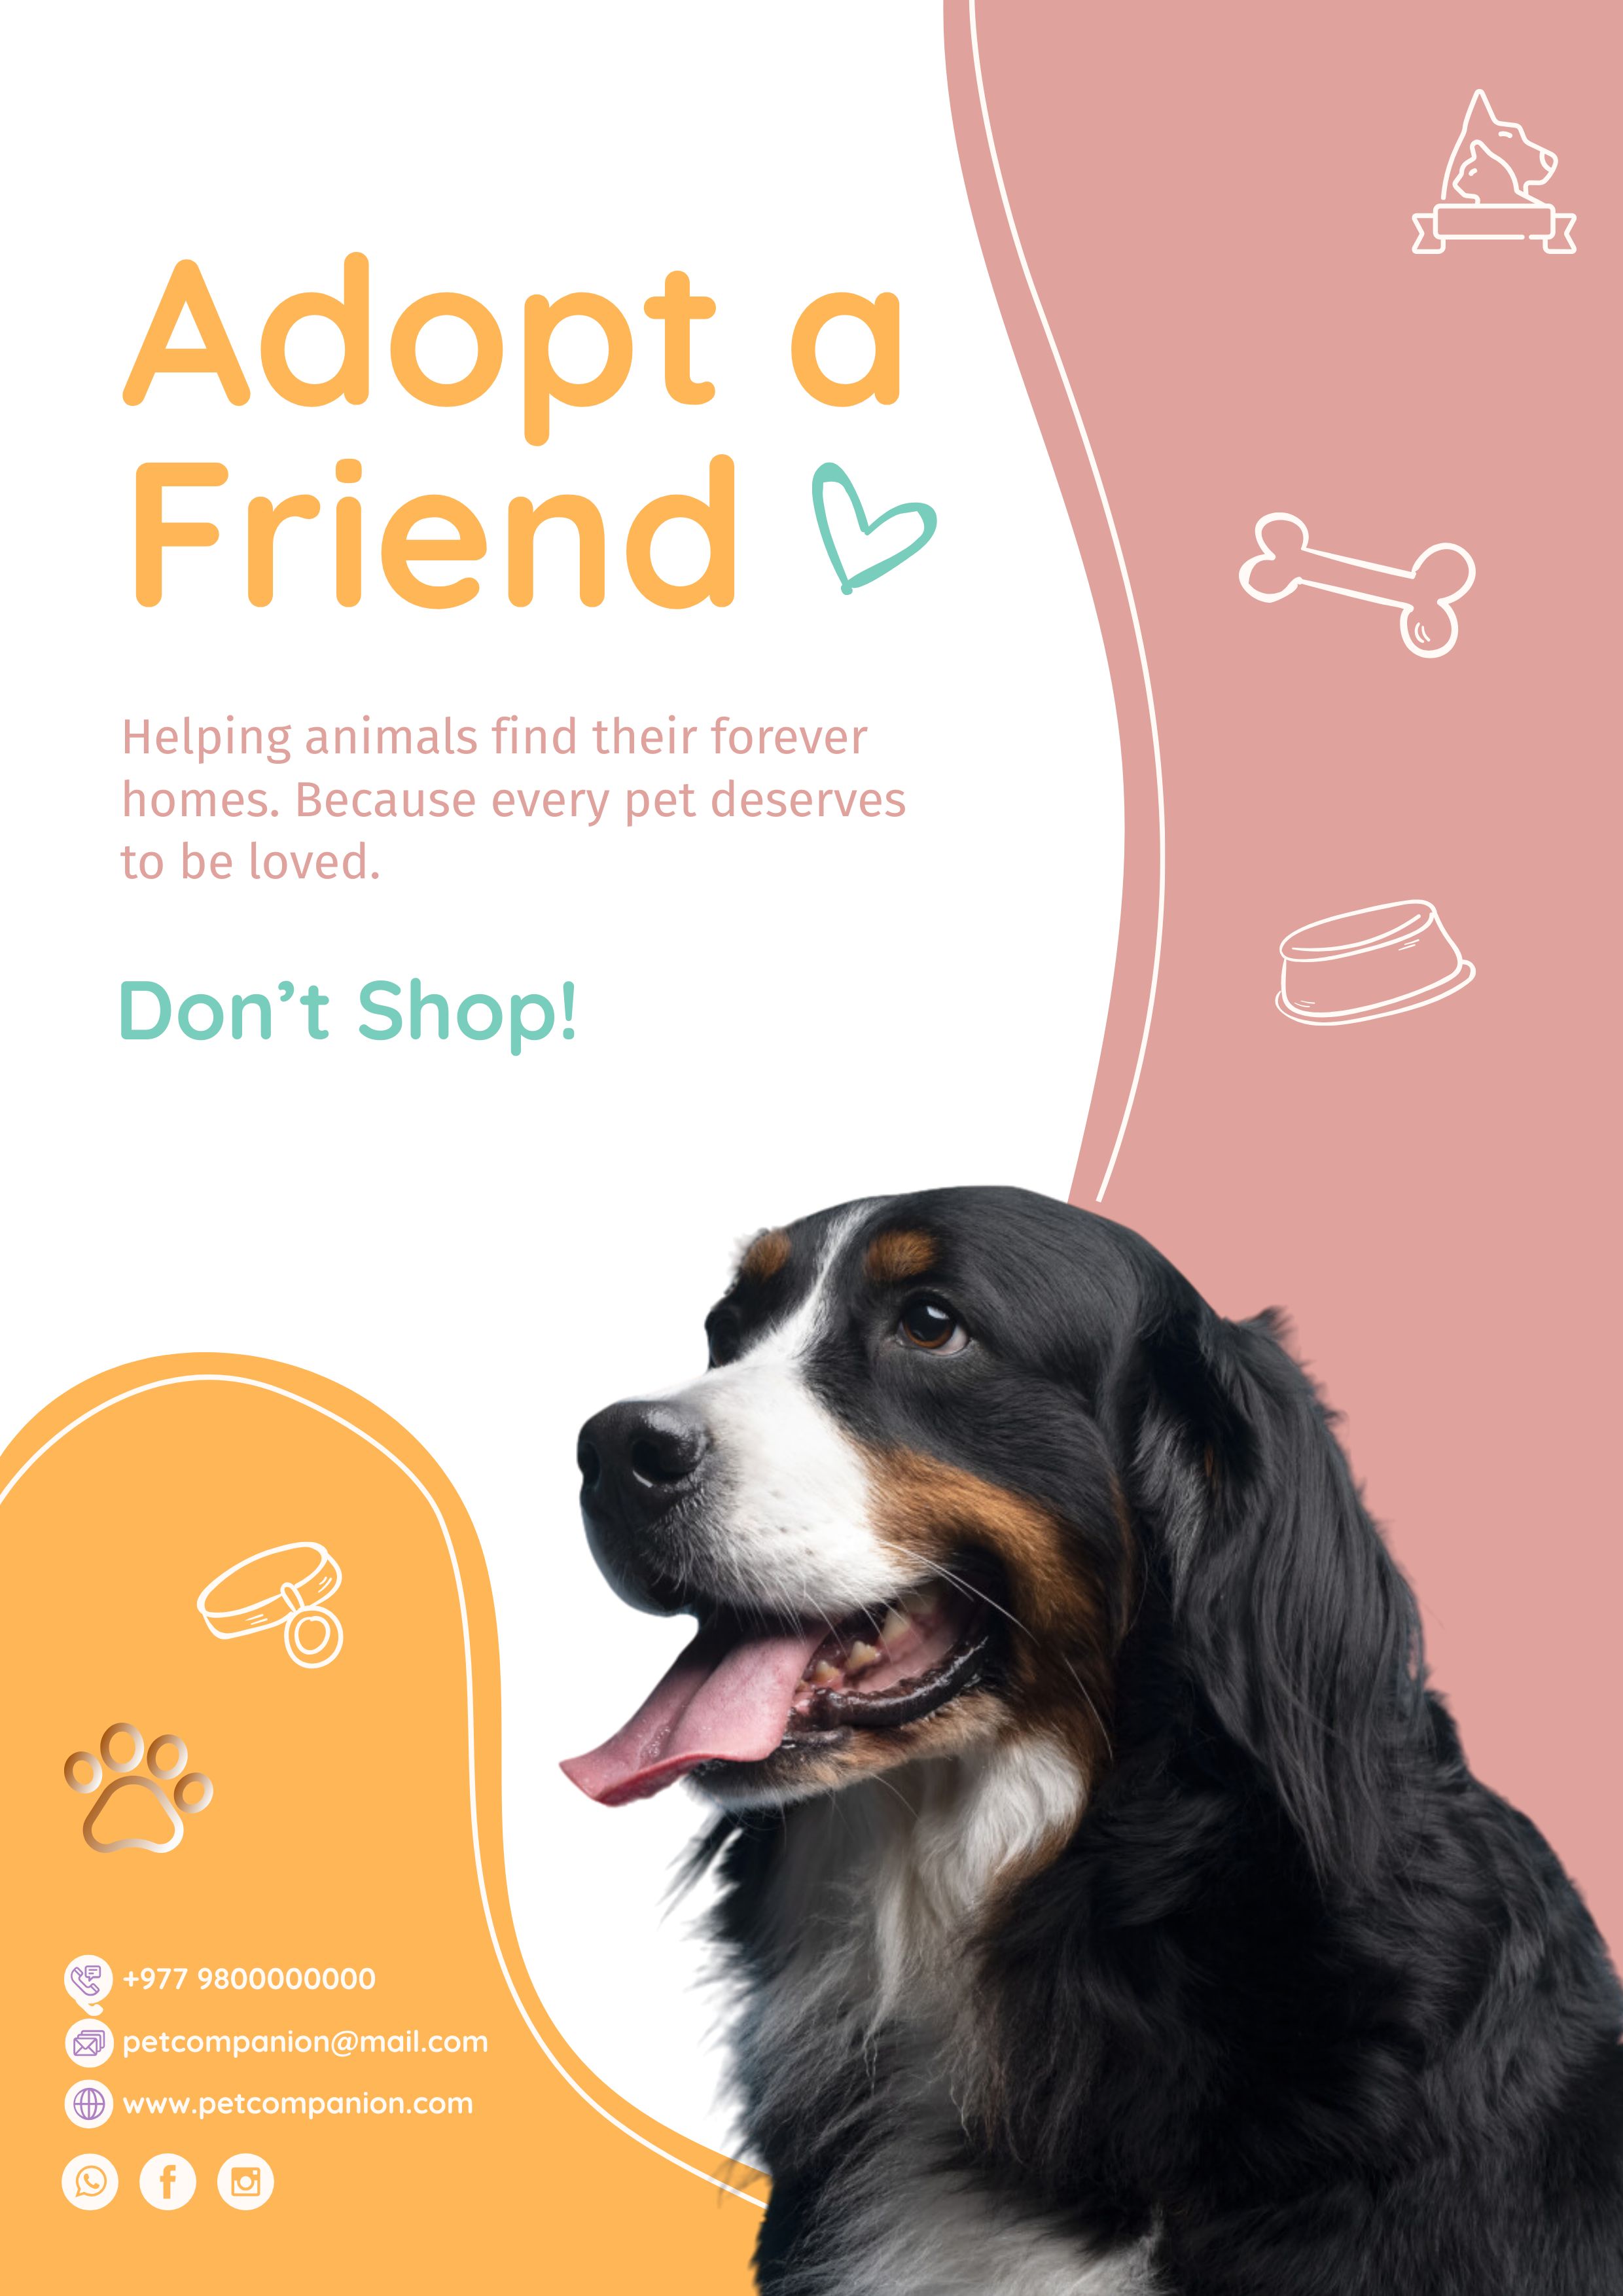 Adopt a
Friend
Helping animals find their forever
homes. Because every pet deserves
to be loved.
Don’t Shop!
+977 9800000000
petcompanion@mail.com
www.petcompanion.com